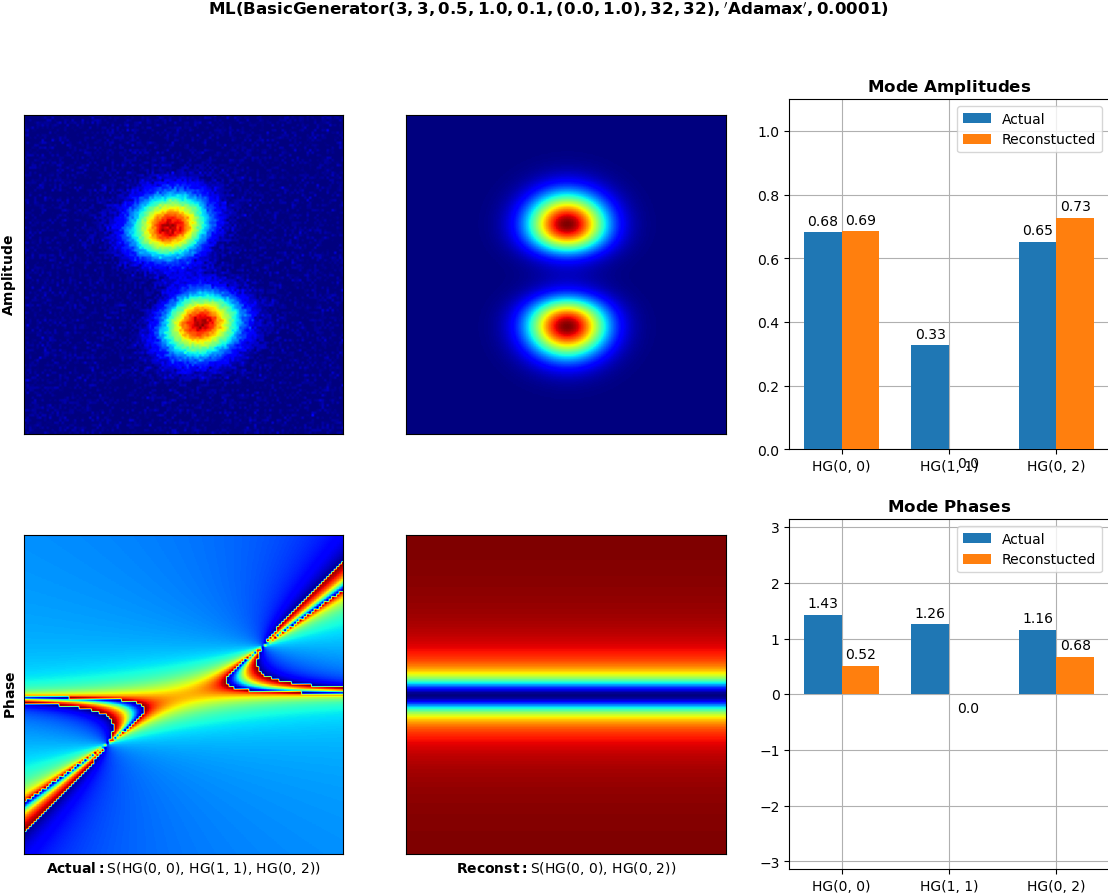 ML(BasicGenerator(3, 3, 0.5, 1.0, 0.1, (0.0, 1.0), 32, 32), ′Adamax′, 0.0001)
Amplitude
Mode Amplitudes
Actual
Reconstucted
1.0
0.8
0.6
0.4
0.2
0.0
0.68
0.69
0.33
0.0
0.65
0.73
HG(0, 0)
HG(1, 1)
HG(0, 2)
Phase
Actual: S(HG(0, 0), HG(1, 1), HG(0, 2))
Reconst: S(HG(0, 0), HG(0, 2))
Mode Phases
Actual
Reconstucted
3
2
1
0
−1
−2
−3
1.43
0.52
1.26
0.0
1.16
0.68
HG(0, 0)
HG(1, 1)
HG(0, 2)